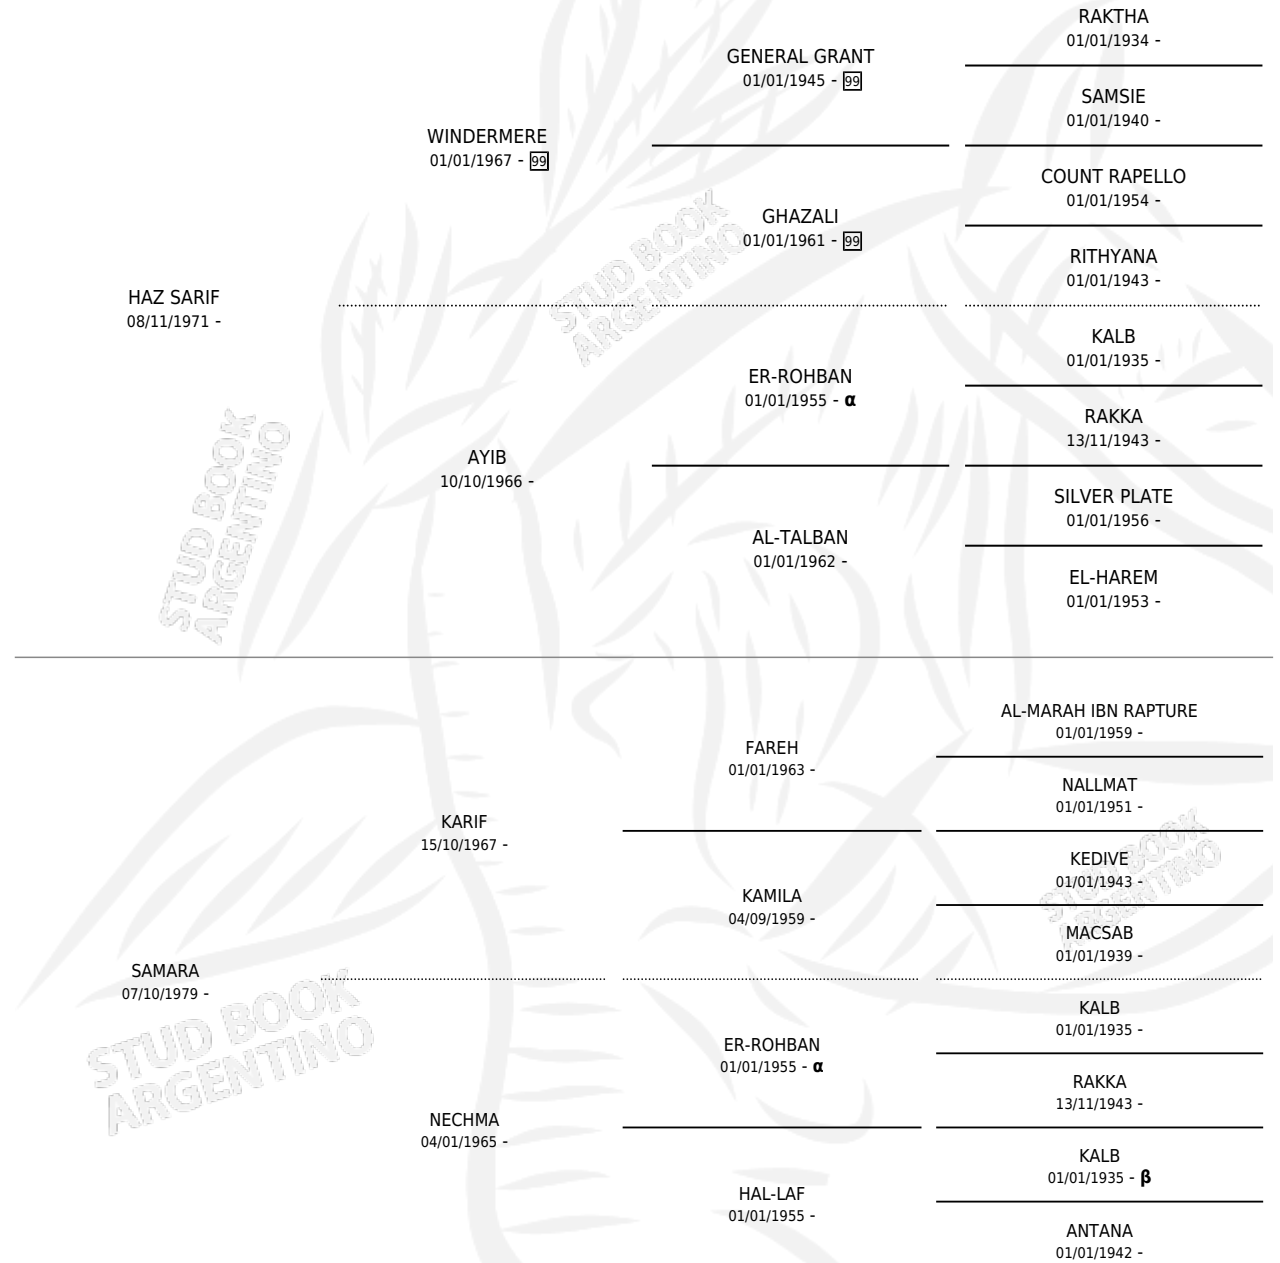 RAKTHA
01/01/1934 -
GENERAL GRANT
01/01/1945 - 99
SAMSIE
01/01/1940 -
WINDERMERE
01/01/1967 - 99
COUNT RAPELLO
01/01/1954 -
GHAZALI
01/01/1961 - 99
RITHYANA
01/01/1943 -
HAZ SARIF
08/11/1971 -
KALB
01/01/1935 -
ER-ROHBAN
01/01/1955 - α
RAKKA
13/11/1943 -
AYIB
10/10/1966 -
SILVER PLATE
01/01/1956 -
AL-TALBAN
01/01/1962 -
EL-HAREM
01/01/1953 -
STUD BOOK
ARGENTINO
STUD BOOK
ARGENTINO
AL-MARAH IBN RAPTURE
01/01/1959 -
FAREH
01/01/1963 -
NALLMAT
01/01/1951 -
KARIF
15/10/1967 -
KEDIVE
01/01/1943 -
KAMILA
04/09/1959 -
MACSAB
01/01/1939 -
SAMARA
07/10/1979 -
KALB
01/01/1935 -
ER-ROHBAN
01/01/1955 - α
RAKKA
13/11/1943 -
NECHMA
04/01/1965 -
KALB
01/01/1935 - β
HAL-LAF
01/01/1955 -
ANTANA
01/01/1942 -
STUD BOOK
ARGENTINO
STUD BOOK
ARGENTINO